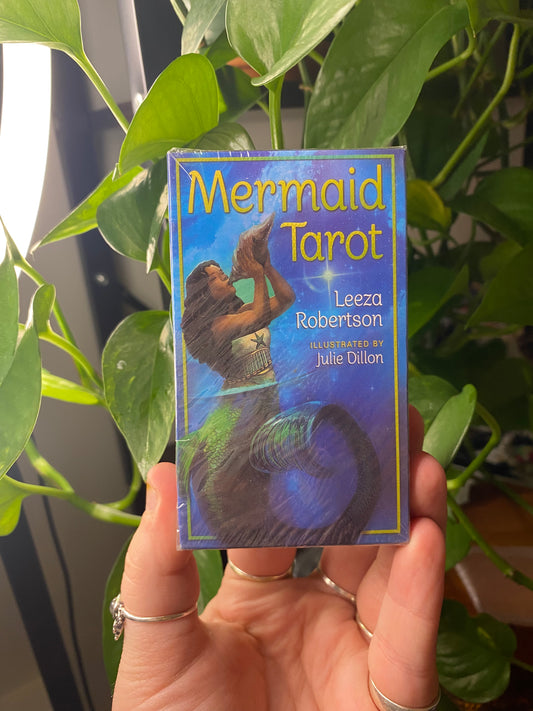 Mermaid
Tarot
Leeza
Robertson
ILLUSTRATED BY
Julie Dillon